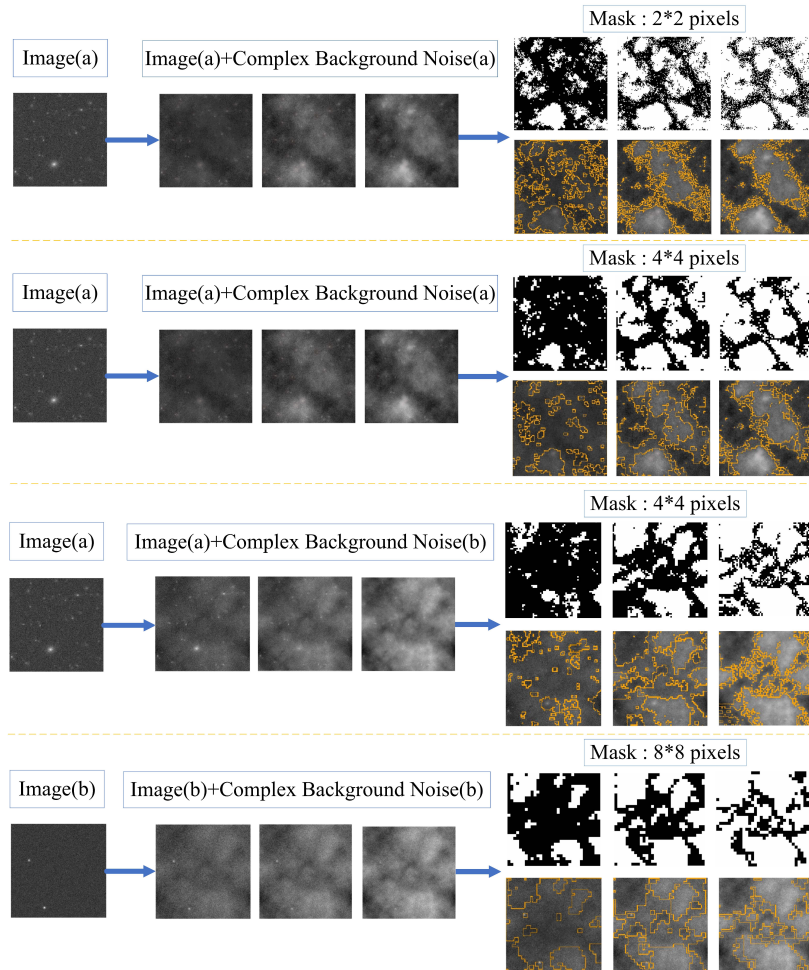 Mask : 2*2 pixels
Image(a)
Image(a)+Complex Background Noise(a)
Mask : 4*4 pixels
Image(a)
Image(a)+Complex Background Noise(a)
Mask : 4*4 pixels
Image(a)
Image(a)+Complex Background Noise(b)
Mask : 8*8 pixels
Image(b)
Image(b)+Complex Background Noise(b)